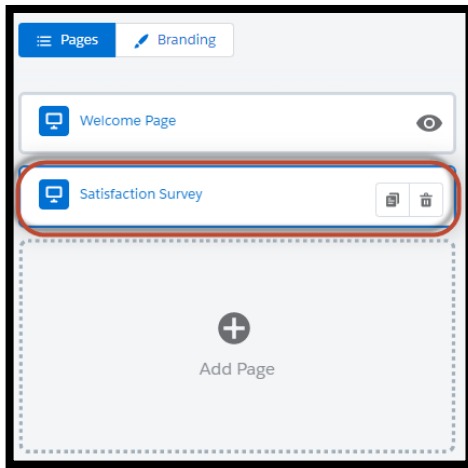 Pages
Branding
Welcome Page
Satisfaction Survey
Add Page